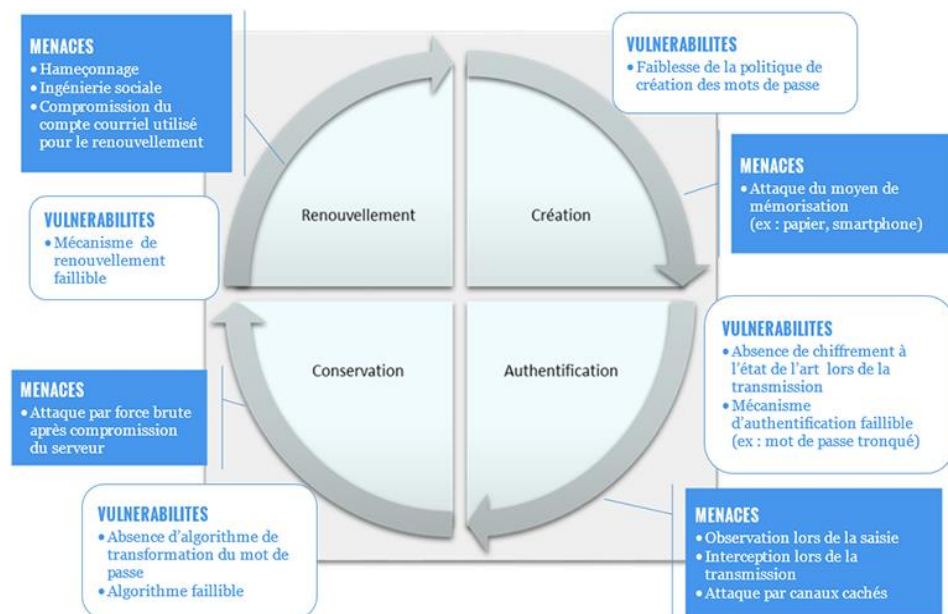 MENACES
• Hameçonnage
• Ingénierie sociale
• Compromission du
compte courriel utilisé
pour le renouvellement
VULNERABILITES
• Faiblesse de la politique de
création des mots de passe
MENACES
• Attaque du moyen de
mémorisation
(ex : papier, smartphone)
Renouvellement
Création
VULNERABILITES
• Mécanisme de
renouvellement
faillible
VULNERABILITES
• Absence de chiffrement à
l'état de l'art lors de la
transmission
• Mécanisme
d'authentification faillible
(ex : mot de passe tronqué)
Conservation
Authentification
MENACES
• Attaque par force brute
après compromission
du serveur
VULNERABILITES
• Absence d'algorithme de
transformation du mot de
passe
• Algorithme faillible
MENACES
• Observation lors de la saisie
• Interception lors de la
transmission
• Attaque par canaux cachés